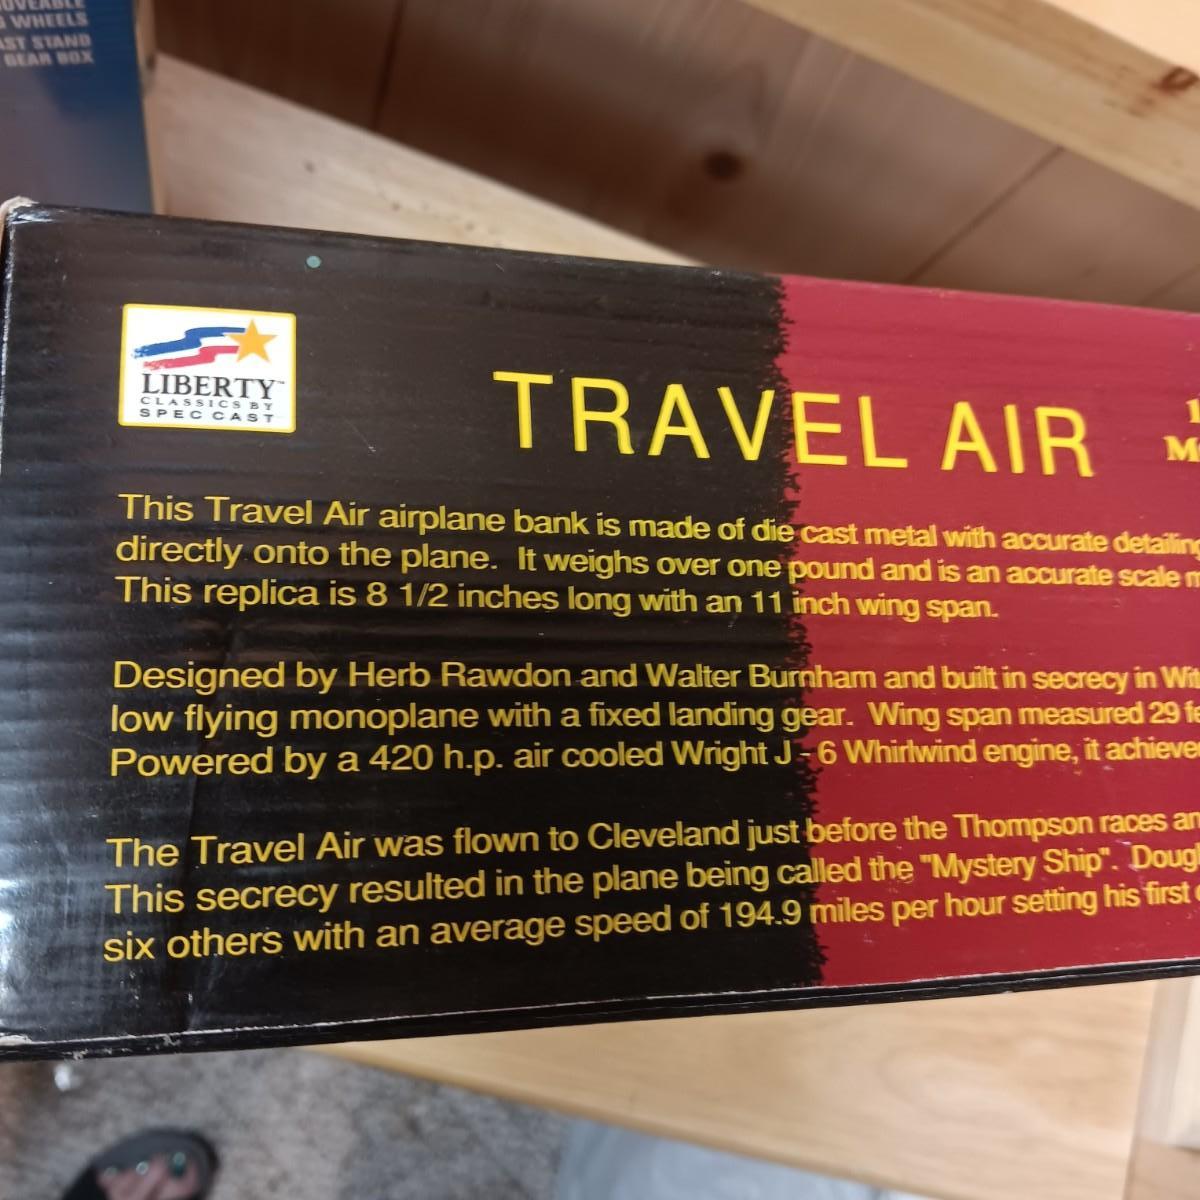 WHEELS
STAND
GEAR BOX
LIBERTY™
CLASSICS BY
SPEC CAST
TRAVEL AIR
This Travel Air airplane bank is made of die cast metal with accurate detailing
directly onto the plane. It weighs over one pound and is an accurate scale
This replica is 8 1/2 inches long with an 11 inch wing span.
Designed by Herb Rawdon and Walter Burnham and built in secrecy in
low flying monoplane with a fixed landing gear. Wing span measured 29
Powered by a 420 h.p. air cooled Wright J - 6 Whirlwind engine, it
The Travel Air was flown to Cleveland just before the Thompson races
This secrecy resulted in the plane being called the "Mystery Ship".
six others with an average speed of 194.9 miles per hour setting his first